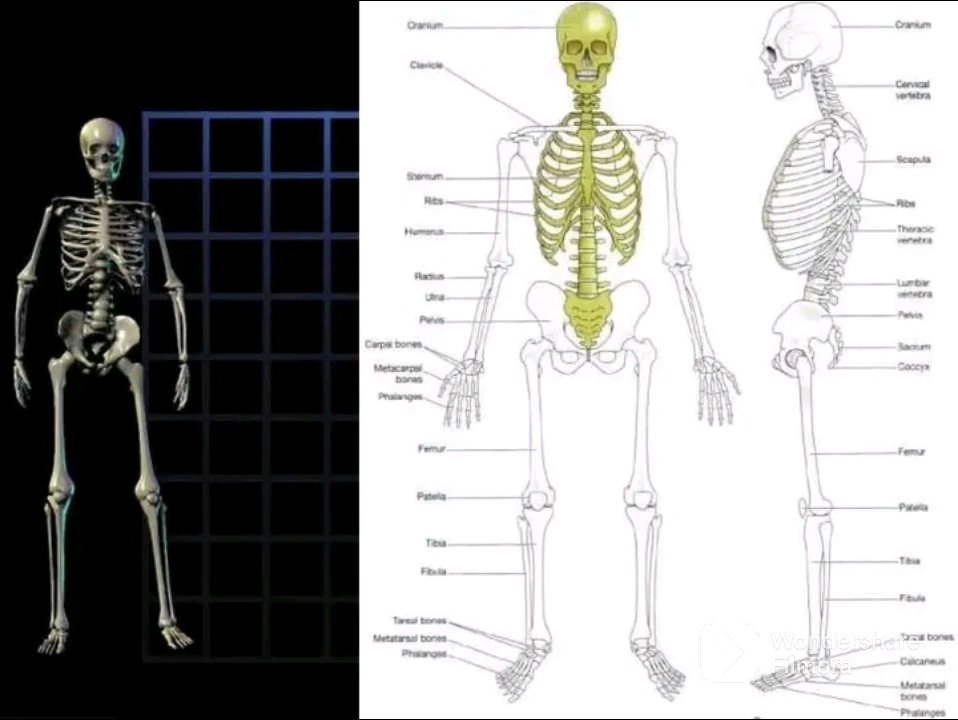 Cranium
Clavicle
Sternum
Ribs
Humerus
Radius
Ulna
Pelvis
Carpal bones
Metacarpal
bones
Phalanges
Femur
Patella
Tibia
Fibula
Tarsal bones
Metatarsal bones
Phalanges
Cranium
Cervical
vertebra
Scapula
Ribs
Thoracic
vertebra
Lumbar
vertebra
Pelvis
Sacrum
Coccyx
Femur
Patella
Tibia
Fibula
Tarsal bones
Calcaneus
Metatarsal
bones
Phalanges
Wondershare
Filmora